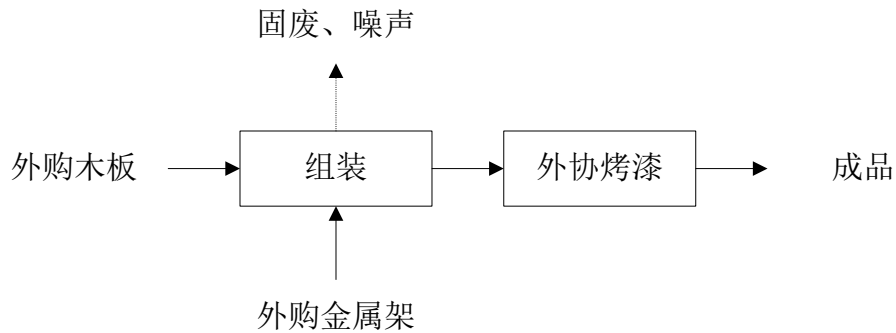 固废、噪声
外购木板
组装
外协烤漆
成品
外购金属架